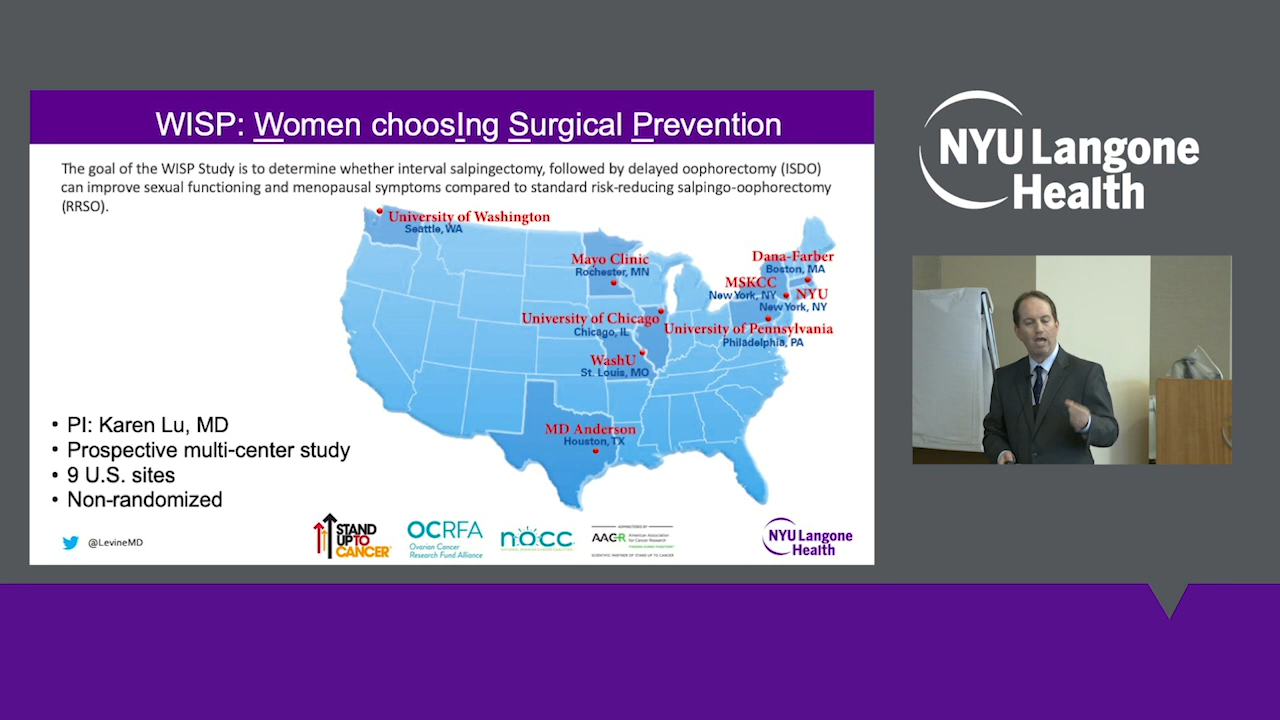 WISP: Women choosIng Surgical Prevention
The goal of the WISP Study is to determine whether interval salpingectomy, followed by delayed oophorectomy (ISDO)
can improve sexual functioning and menopausal symptoms compared to standard risk-reducing salpingo-oophorectomy
(RRSO).
University of Washington
Seattle, WA
Mayo Clinic
Rochester, MN
Dana-Farber
Boston, MA
MSKCC
New York, NY
NYU
New York, NY
University of Chicago
Chicago, IL
University of Pennsylvania
Philadelphia, PA
WashU
St. Louis, MO
MD Anderson
Houston, TX
• PI: Karen Lu, MD
• Prospective multi-center study
• 9 U.S. sites
• Non-randomized
@LevineMD
STAND
UP TO
CANCER
OCRFA
Ovarian Cancer
Research Fund Alliance
nocc
AACR
American Association
for Cancer Research
SCIENTIFIC PARTNER OF STAND UP TO CANCER
NYU Langone
Health
NYU Langone
Health